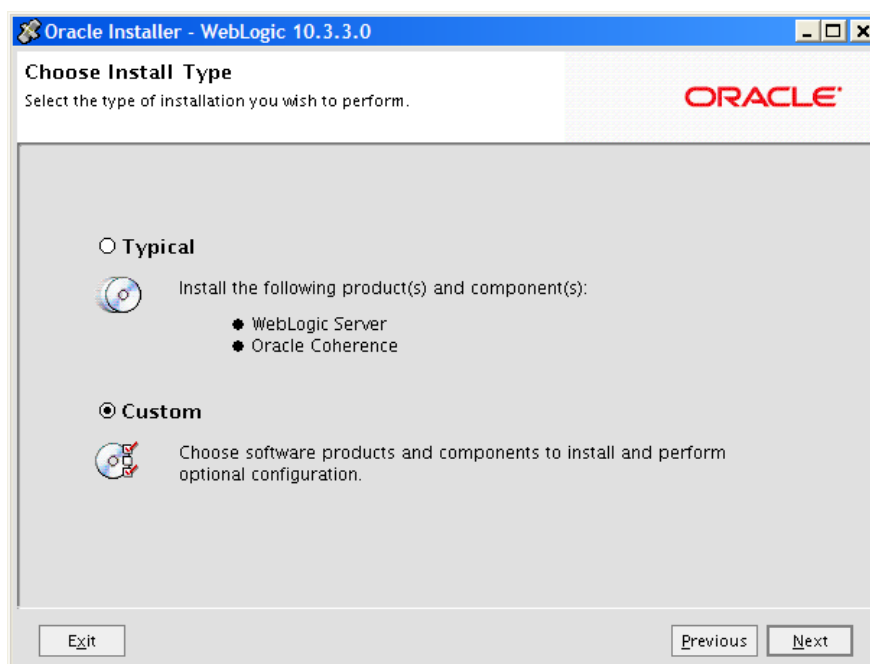 Oracle Installer - WebLogic 10.3.3.0
Choose Install Type
Select the type of installation you wish to perform.
ORACLE
Typical
Install the following product(s) and component(s):
WebLogic Server
Oracle Coherence
Custom
Choose software products and components to install and perform
optional configuration.
Exit
Previous
Next